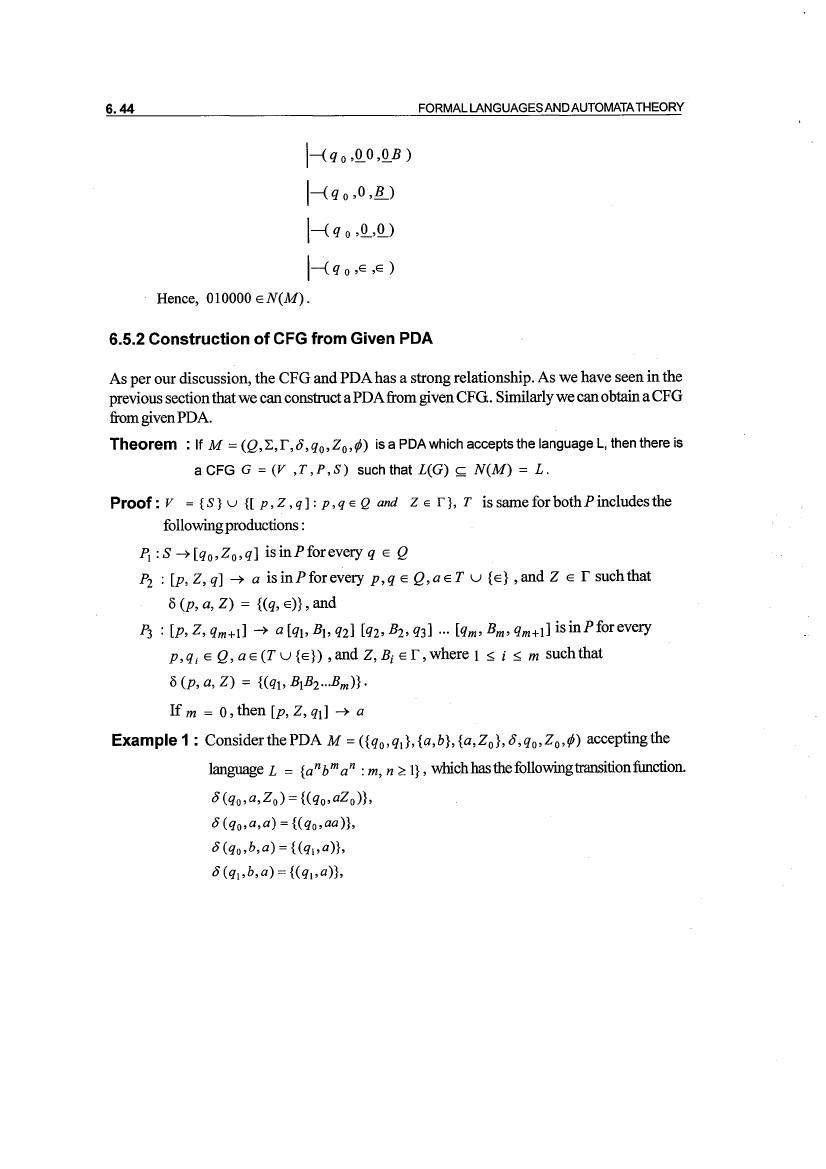 6.44 FORMAL LANGUAGES AND AUTOMATA THEORY
|—(q₀,0̲0,0̲B)
|—(q₀,0,B̲)
|—(q₀,0̲,0̲)
|—(q₀,∈,∈)
Hence, 010000 ∈ N(M).
6.5.2 Construction of CFG from Given PDA
As per our discussion, the CFG and PDA has a strong relationship. As we have seen in the
previous section that we can construct a PDA from given CFG. Similarly we can obtain a CFG
from given PDA.
Theorem : If M = (Q,Σ,Γ,δ,q₀,Z₀,ϕ) is a PDA which accepts the language L, then there is
a CFG G = (V ,T,P,S) such that L(G) ⊆ N(M) = L.
Proof : V = {S} ∪ {[ p,Z,q]: p,q ∈ Q and Z ∈ Γ}, T is same for both P includes the
following productions :
P₁ : S → [q₀,Z₀,q] is in P for every q ∈ Q
P₂ : [p, Z, q] → a is in P for every p,q ∈ Q,a ∈ T ∪ {∈} , and Z ∈ Γ such that
δ (p, a, Z) = {(q, ∈)}, and
P₃ : [p, Z, qₘ₊₁] → a [q₁, B₁, q₂] [q₂, B₂, q₃] ... [qₘ, Bₘ, qₘ₊₁] is in P for every
p,qᵢ ∈ Q, a ∈ (T ∪ {∈}) , and Z, Bᵢ ∈ Γ, where 1 ≤ i ≤ m such that
δ (p, a, Z) = {(q₁, B₁B₂...Bₘ)}.
If m = 0, then [p, Z, q₁] → a
Example 1 : Consider the PDA M = ({q₀,q₁},{a,b},{a,Z₀},δ,q₀,Z₀,ϕ) accepting the
language L = {aⁿbᵐaⁿ : m, n ≥ 1}, which has the following transition function.
δ(q₀,a,Z₀) = {(q₀,aZ₀)},
δ(q₀,a,a) = {(q₀,aa)},
δ(q₀,b,a) = {(q₁,a)},
δ(q₁,b,a) = {(q₁,a)},